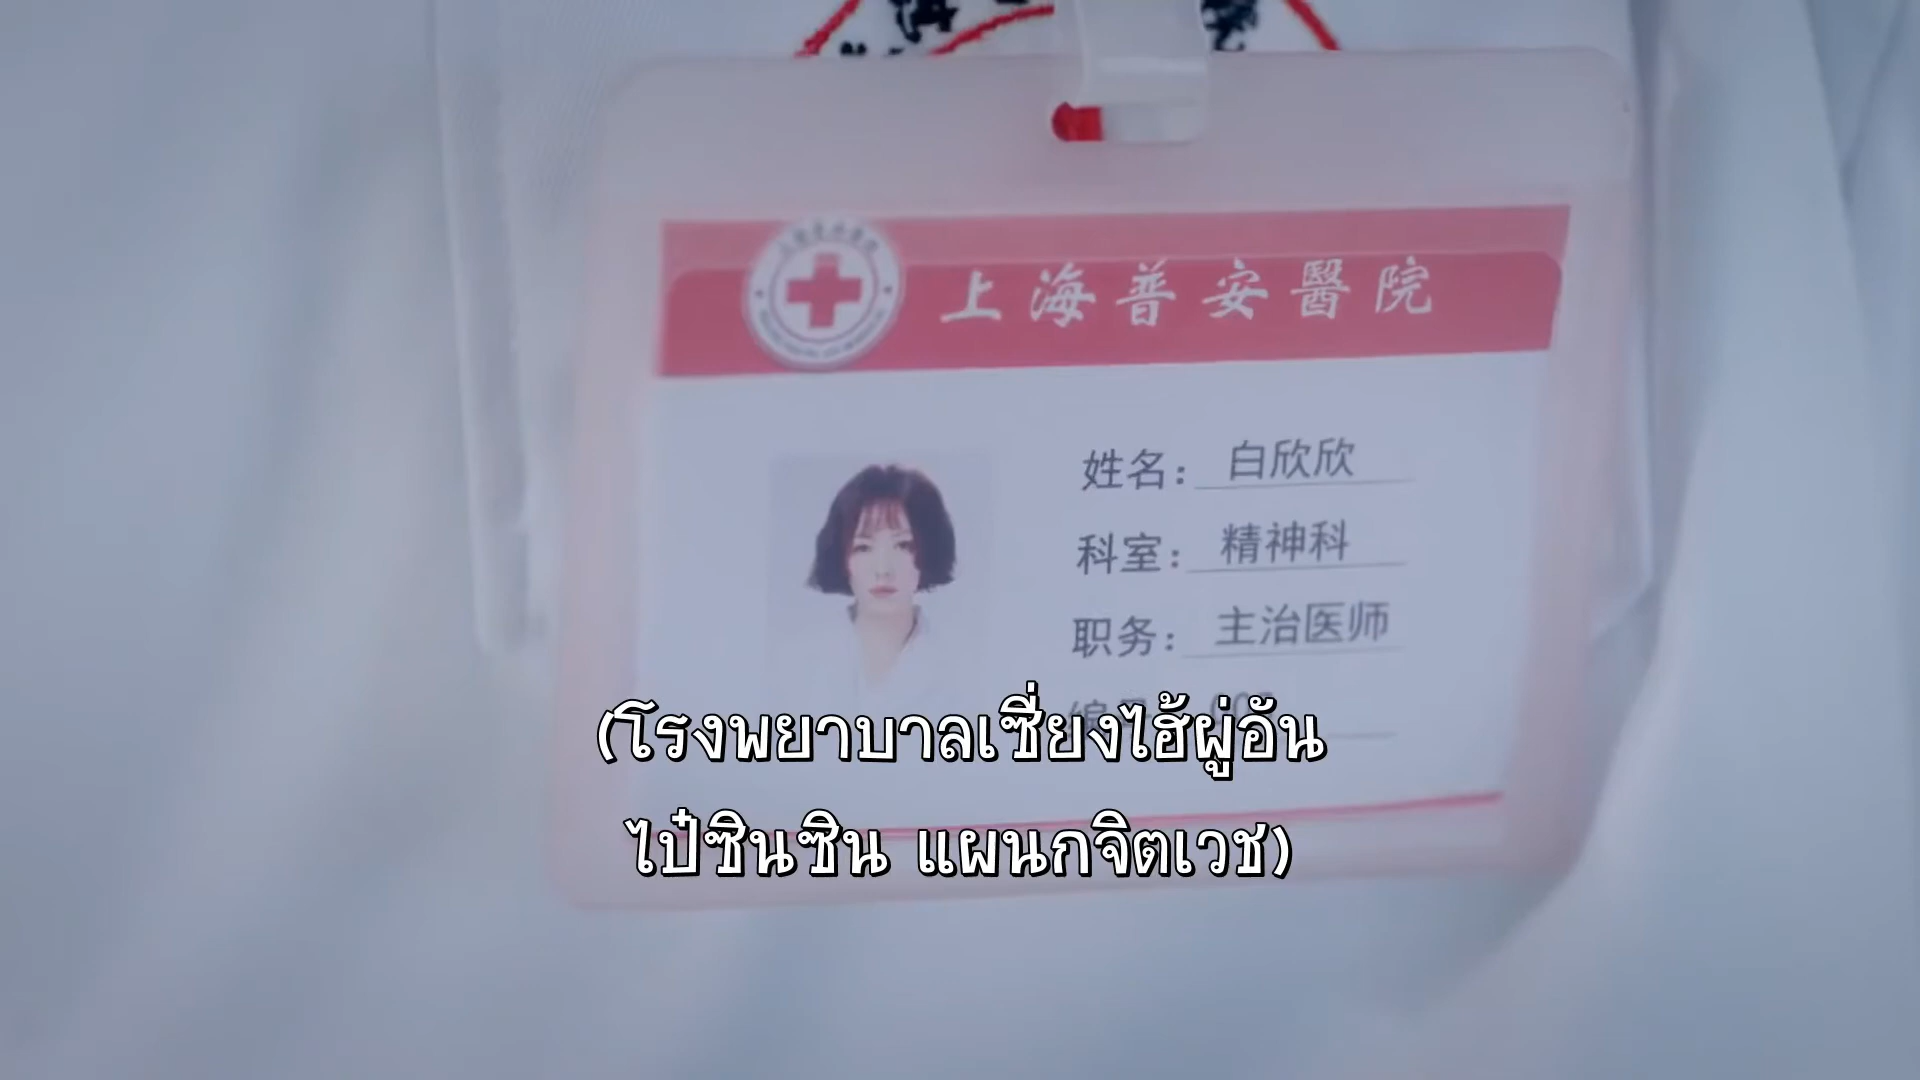 上海普安醫院
姓名： 白欣欣
科室： 精神科
职务： 主治医师
(โรงพยาบาลเซี่ยงไฮ้ผู่อัน
ไป๋ซินซิน แผนกจิตเวช)